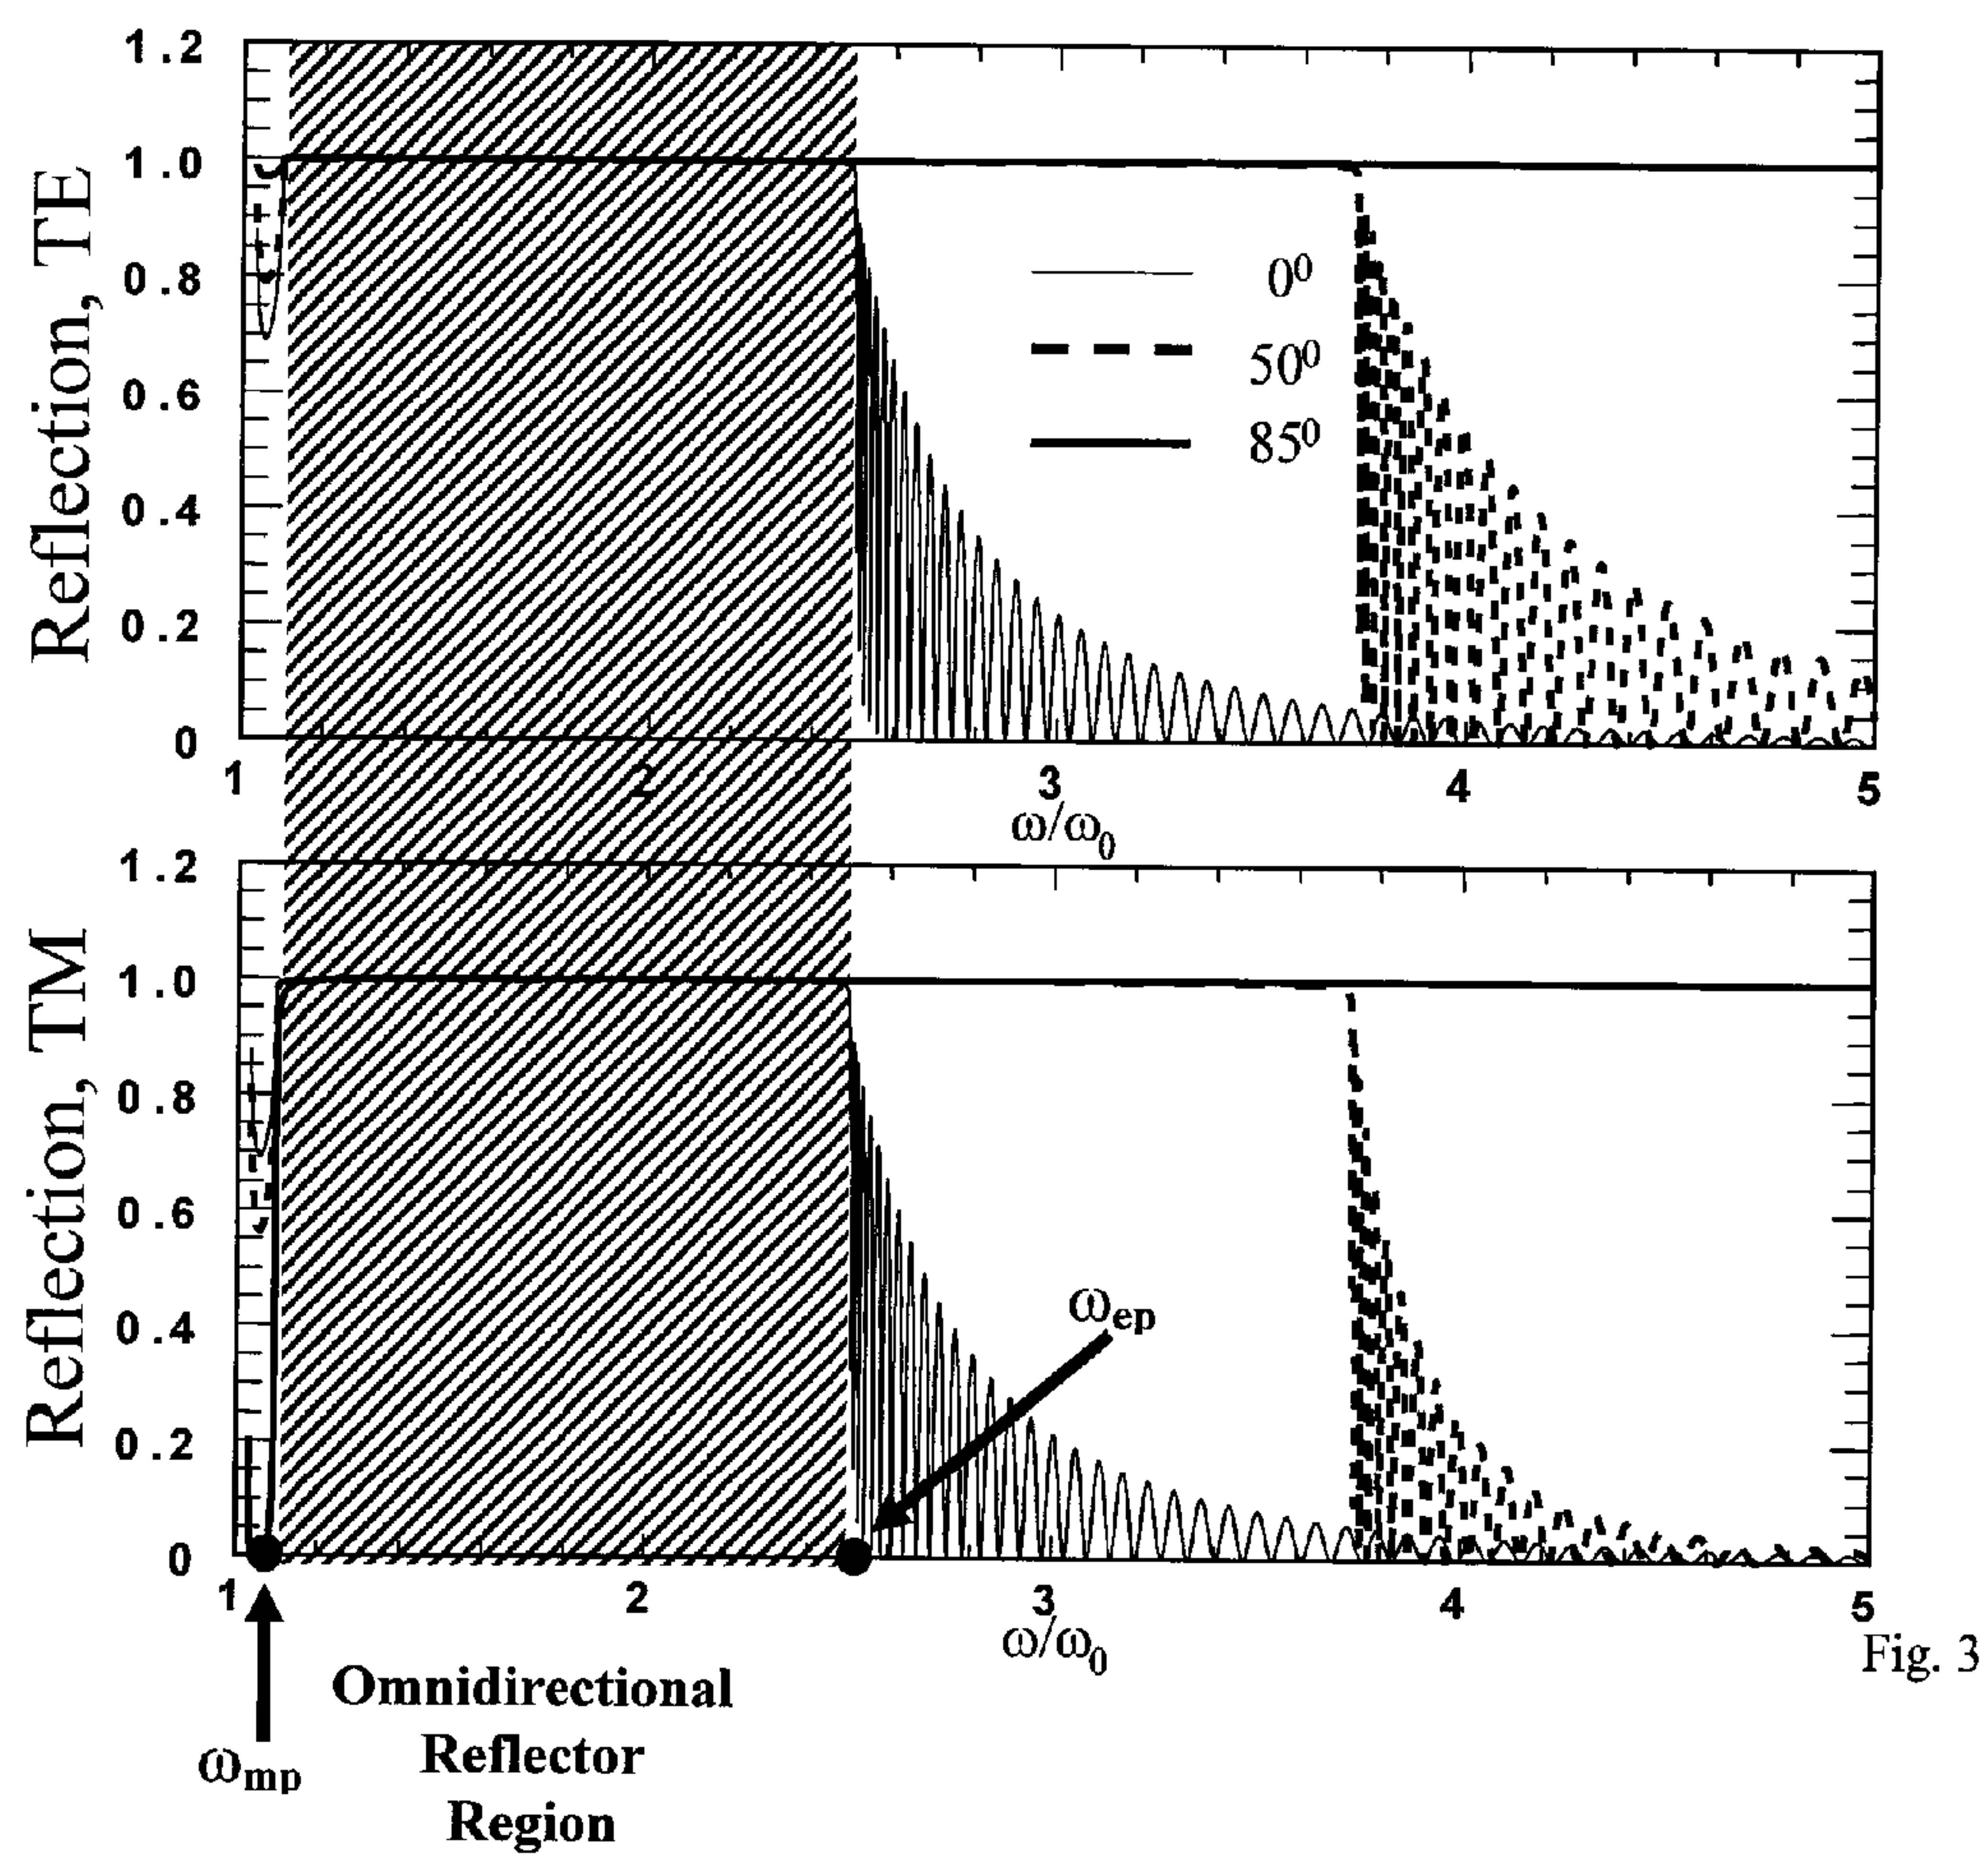 Reflection, TE
1.2
1.0
0.8
0.6
0.4
0.2
0
0⁰
50⁰
85⁰
1 2 3 4 5
ω/ω₀
Reflection, TM
1.2
1.0
0.8
0.6
0.4
0.2
0
ωep
1 2 3 4 5
ω/ω₀
Fig. 3
ωmp
Omnidirectional
Reflector
Region